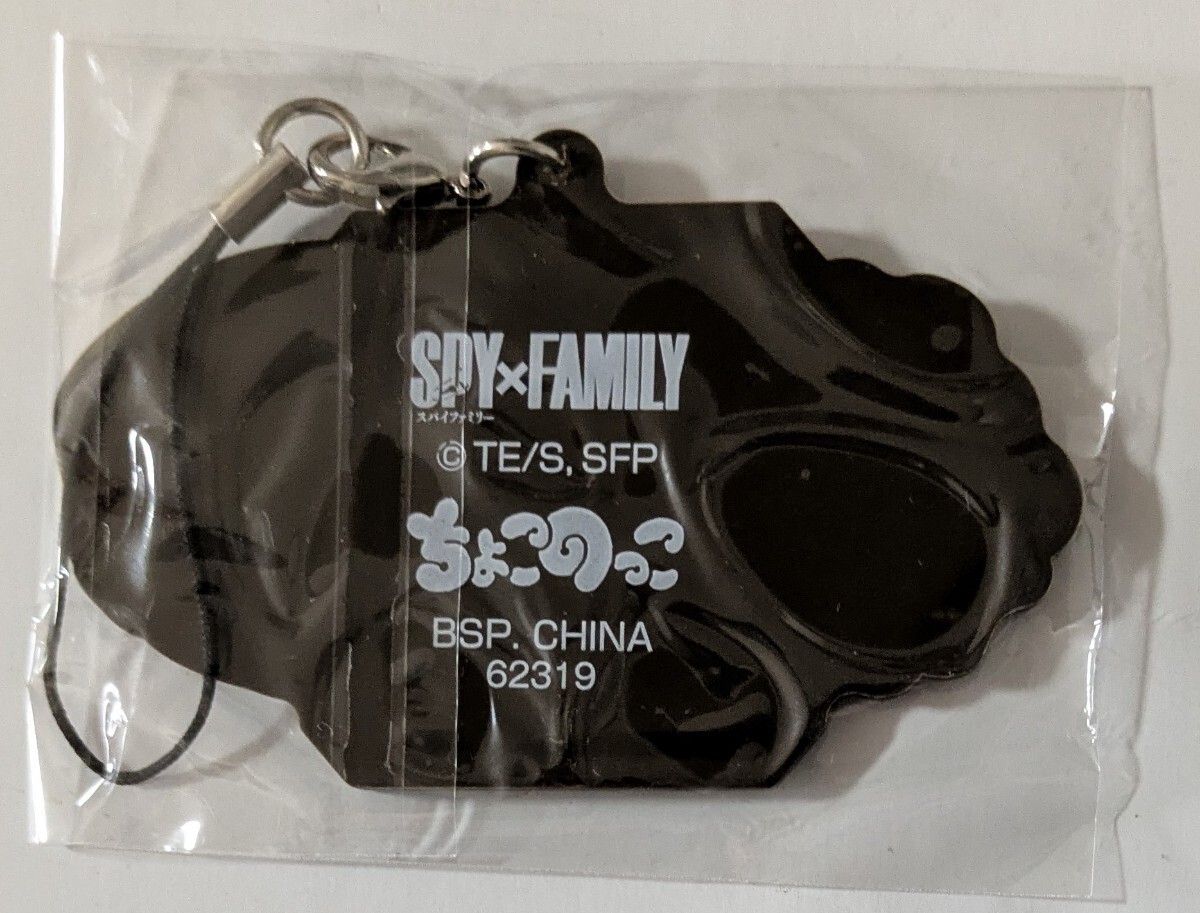 SPY×FAMILY
スパイファミリー
© TE/S, SFP
ちょこのっこ
BSP. CHINA
62319